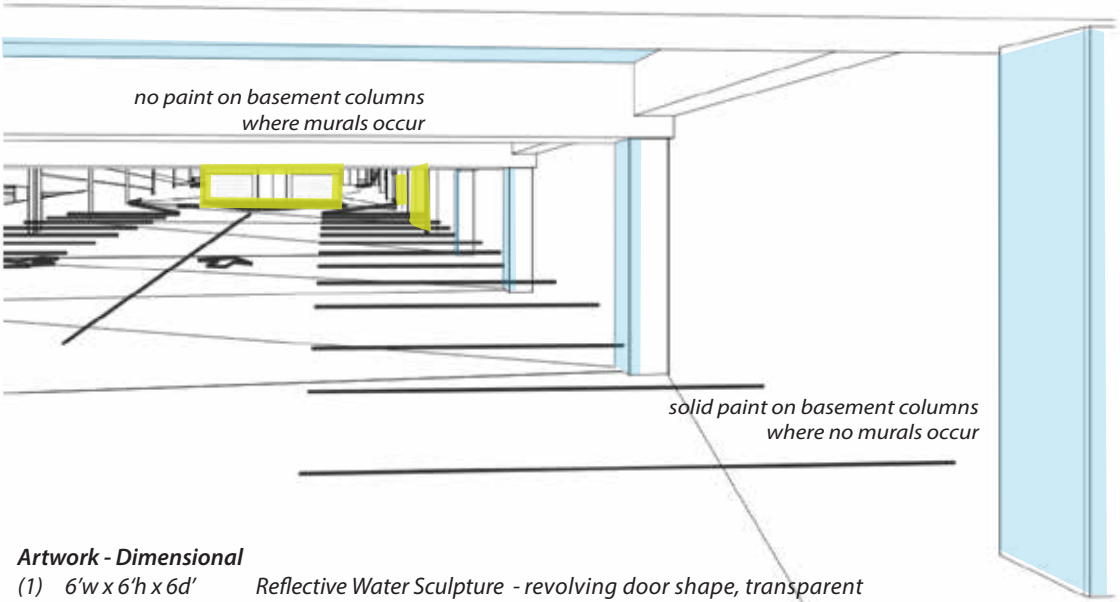 no paint on basement columns
where murals occur
solid paint on basement columns
where no murals occur
Artwork - Dimensional
(1) 6'w x 6'h x 6d' Reflective Water Sculpture - revolving door shape, transparent